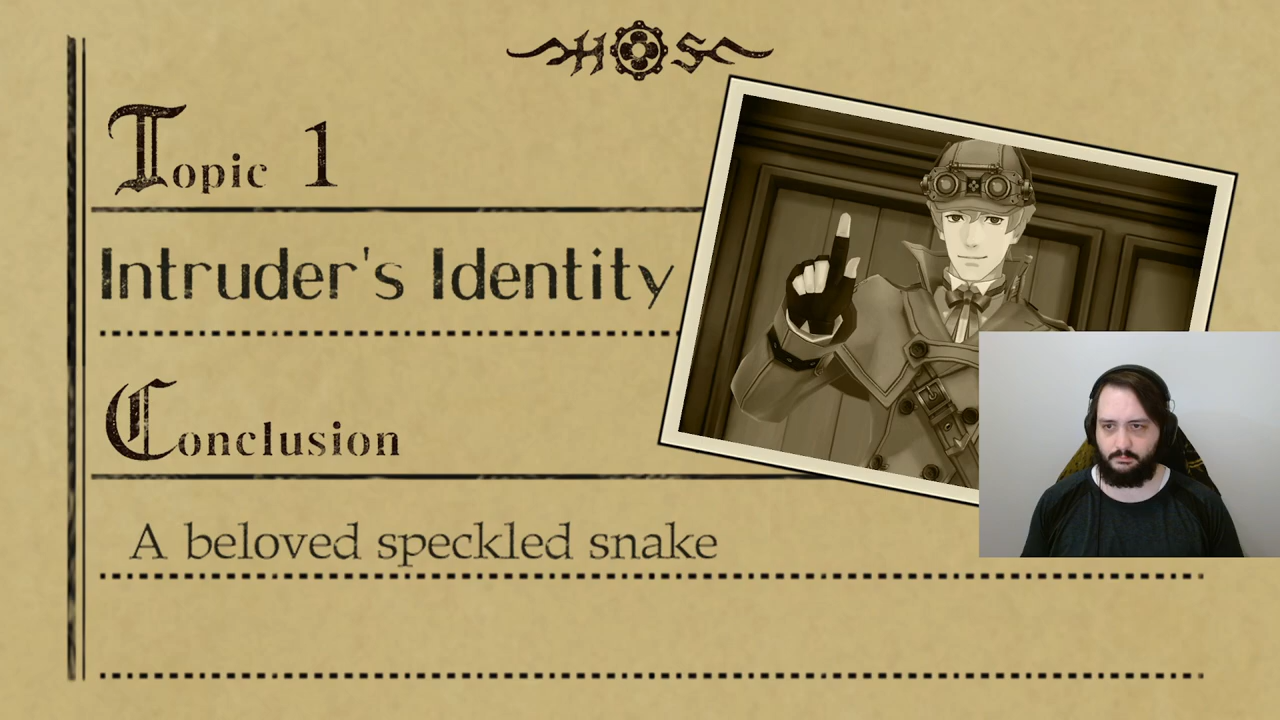 H S
Topic 1
Intruder's Identity
Conclusion
A beloved speckled snake